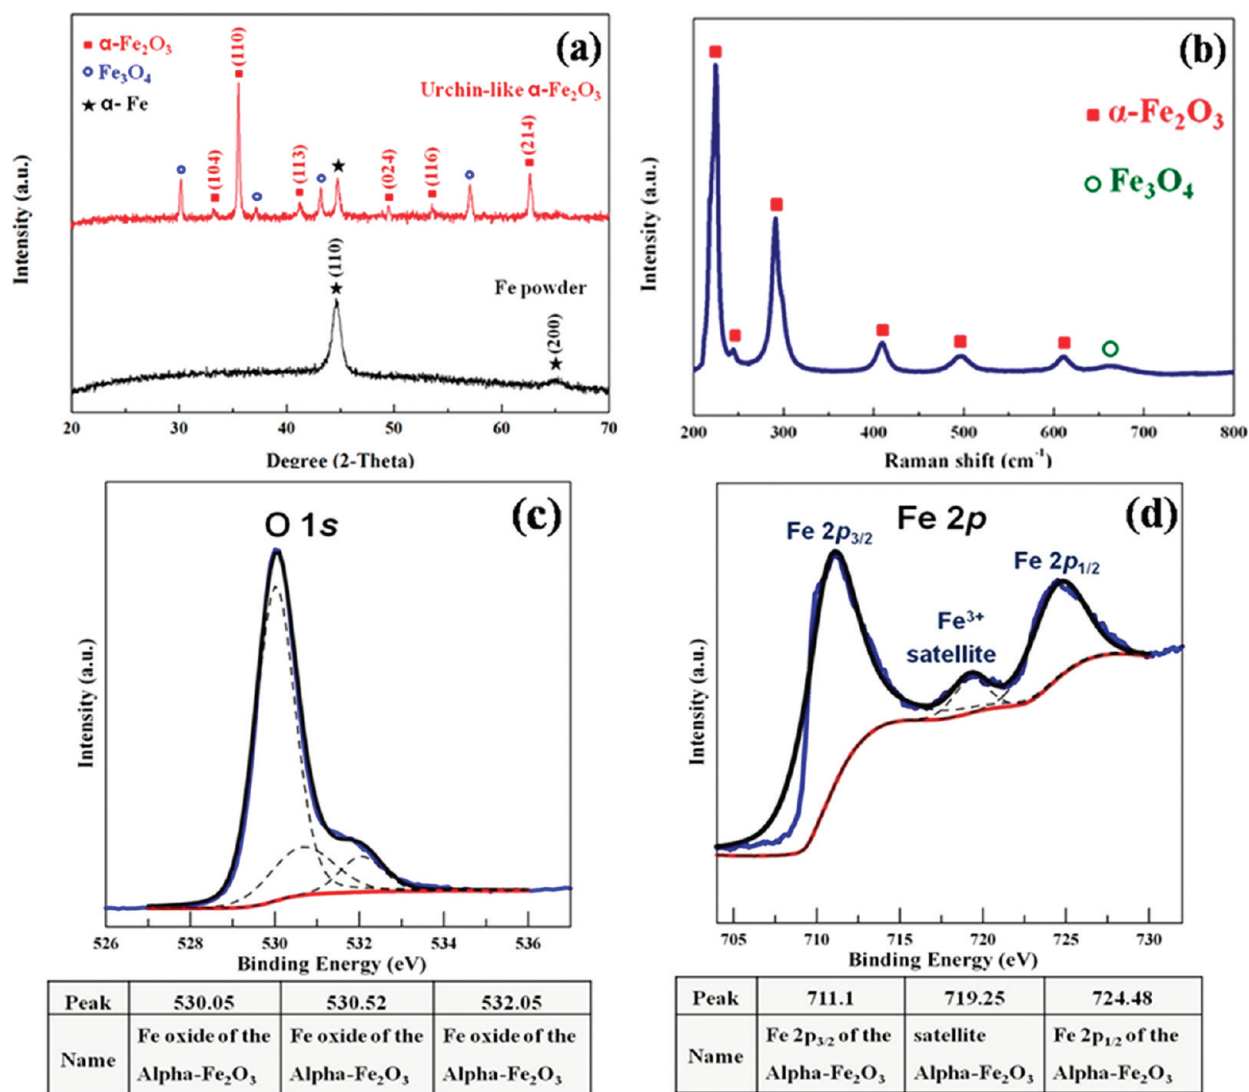 (a)
α-Fe₂O₃
Fe₃O₄
α- Fe
(110)
Urchin-like α-Fe₂O₃
(104)
(113)
(024)
(116)
(214)
(110)
Fe powder
(200)
Intensity (a.u.)
20 30 40 50 60 70
Degree (2-Theta)
(b)
α-Fe₂O₃
Fe₃O₄
Intensity (a.u.)
200 300 400 500 600 700 800
Raman shift (cm⁻¹)
(c)
O 1s
Intensity (a.u.)
526 528 530 532 534 536
Binding Energy (eV)
Peak 530.05 530.52 532.05
Name Fe oxide of the Fe oxide of the Fe oxide of the
Alpha-Fe₂O₃ Alpha-Fe₂O₃ Alpha-Fe₂O₃
(d)
Fe 2p
Fe 2p₃/₂
Fe³⁺
satellite
Fe 2p₁/₂
Intensity (a.u.)
705 710 715 720 725 730
Binding Energy (eV)
Peak 711.1 719.25 724.48
Name Fe 2p₃/₂ of the satellite Fe 2p₁/₂ of the
Alpha-Fe₂O₃ Alpha-Fe₂O₃ Alpha-Fe₂O₃